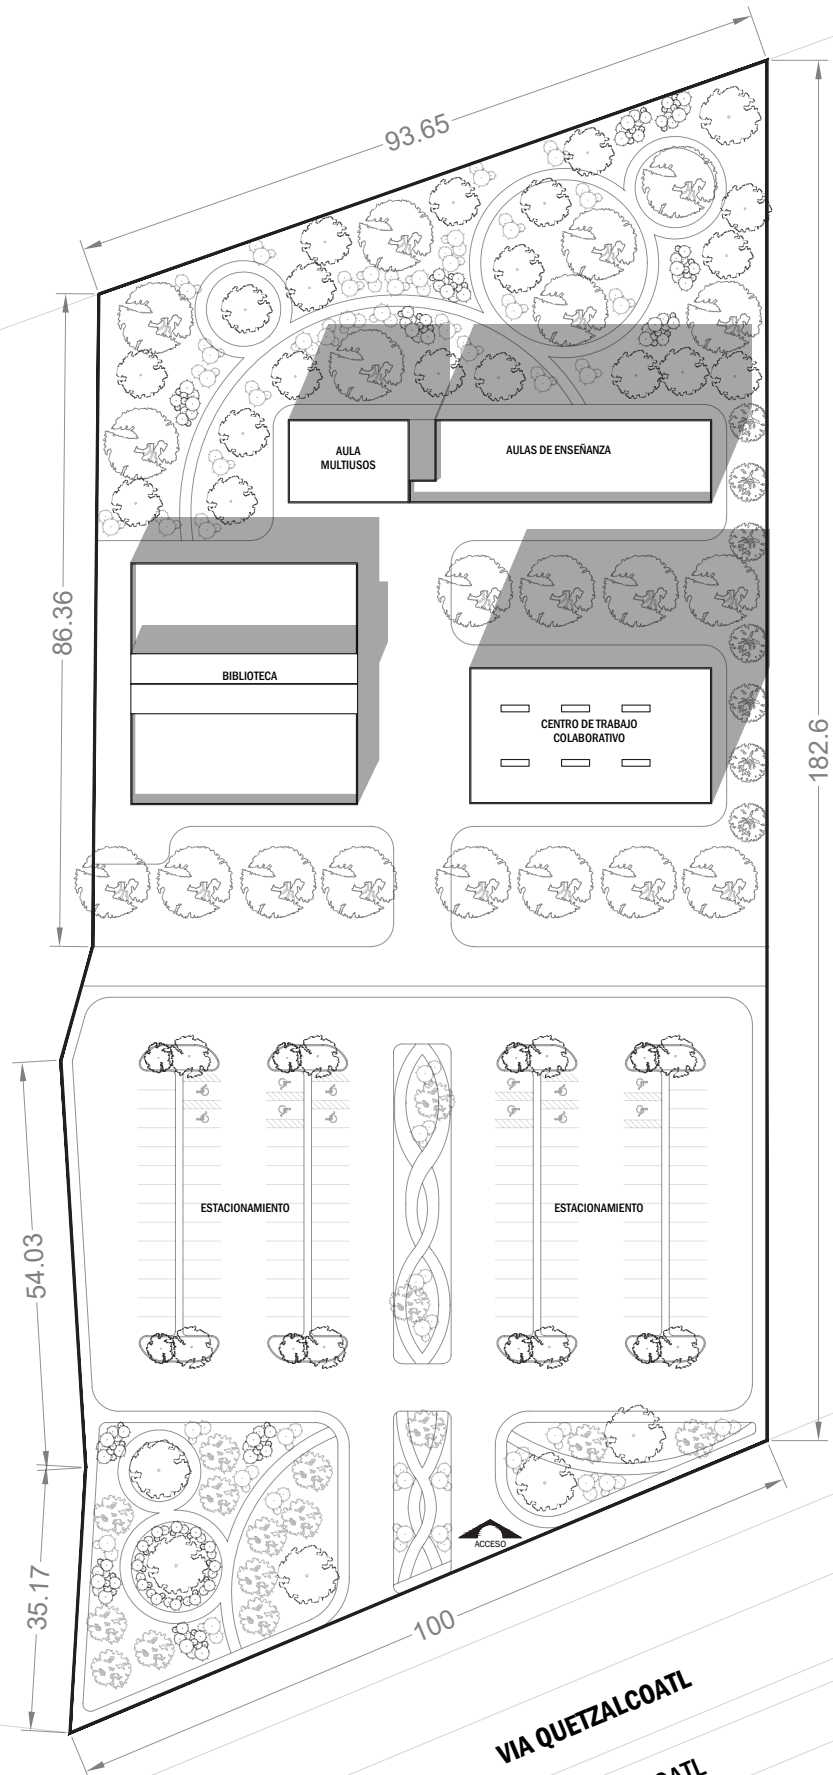 93.65
AULA
MULTIUSOS
AULAS DE ENSEÑANZA
86.36
BIBLIOTECA
CENTRO DE TRABAJO
COLABORATIVO
182.6
54.03
ESTACIONAMIENTO
ESTACIONAMIENTO
ACCESO
35.17
100
VIA QUETZALCOATL